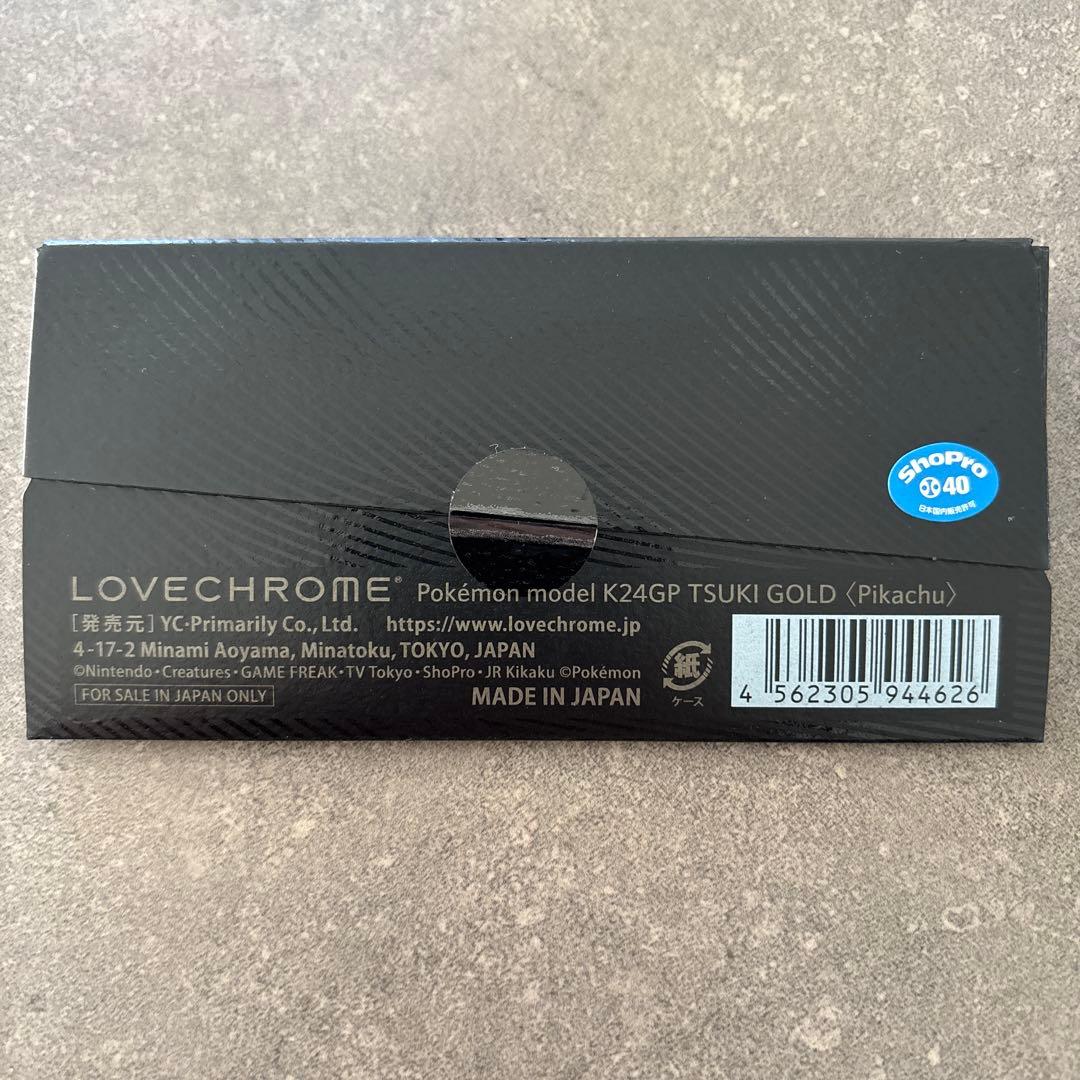 ShoPro
40
日本国内販売許可
LOVECHROME® Pokémon model K24GP TSUKI GOLD〈Pikachu〉
[発売元] YC・Primarily Co., Ltd. https://www.lovechrome.jp
4-17-2 Minami Aoyama, Minatoku, TOKYO, JAPAN
©Nintendo・Creatures・GAME FREAK・TV Tokyo・ShoPro・JR Kikaku ©Pokémon
FOR SALE IN JAPAN ONLY MADE IN JAPAN
紙
ケース
4 562305 944626